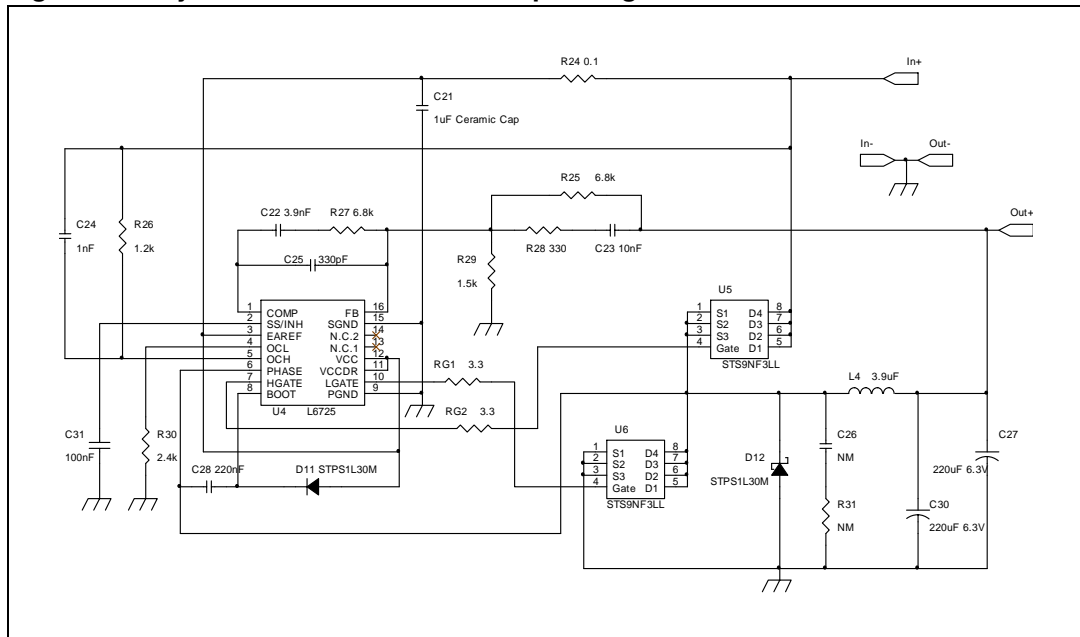 R24 0.1
In+
C21
1uF Ceramic Cap
In-
Out-
R25 6.8k
C22 3.9nF
R27 6.8k
Out+
C24
1nF
R26
1.2k
R28 330
C23 10nF
C25
330pF
R29
1.5k
U5
1 COMP
2 SS/INH
3 EAREF
4 OCL
5 OCH
6 PHASE
7 HGATE
8 BOOT
FB 16
SGND 15
N.C.2 14
N.C.1 13
VCC 12
VCCDR 11
LGATE 10
PGND 9
U4 L6725
1 S1 D4 8
2 S2 D3 7
3 S3 D2 6
4 Gate D1 5
STS9NF3LL
RG1 3.3
RG2 3.3
L4 3.9uF
C31
100nF
R30
2.4k
C28 220nF
D11 STPS1L30M
U6
1 S1 D4 8
2 S2 D3 7
3 S3 D2 6
4 Gate D1 5
STS9NF3LL
D12
STPS1L30M
C26
NM
C27
220uF 6.3V
R31
NM
C30
220uF 6.3V